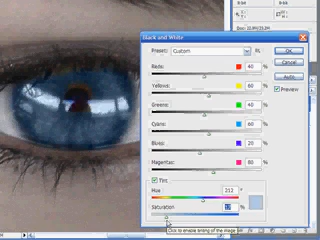 Black and White
Preset: Custom
OK
Reds: 40 %
Cancel
Yellows: 60 %
Auto
Preview
Greens: 40 %
Cyans: 60 %
Blues: 20 %
Magentas: 80 %
Tint
Hue 212 °
Saturation %
Click to enable tinting of the image